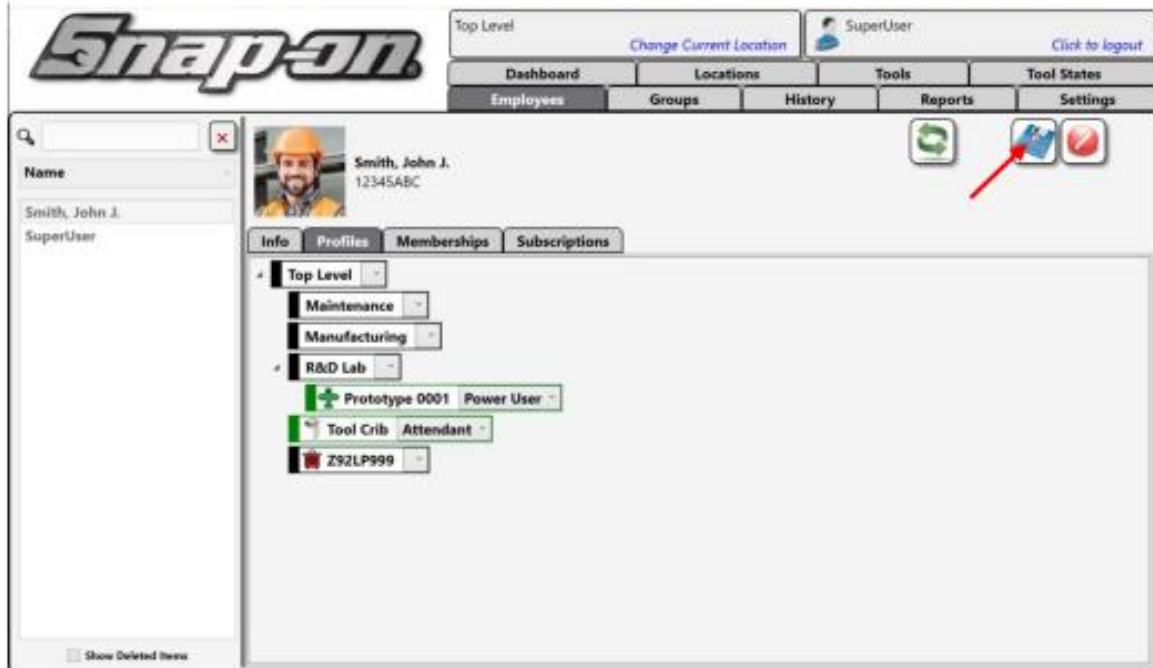 Snap-on
Top Level
Change Current Location
SuperUser
Click to logout
Dashboard
Locations
Tools
Tool States
Employees
Groups
History
Reports
Settings
Name
Smith, John J.
SuperUser
Show Deleted Items
Smith, John J.
12345ABC
Info
Profiles
Memberships
Subscriptions
Top Level
Maintenance
Manufacturing
R&D Lab
Prototype 0001 Power User
Tool Crib Attendant
Z92LP999